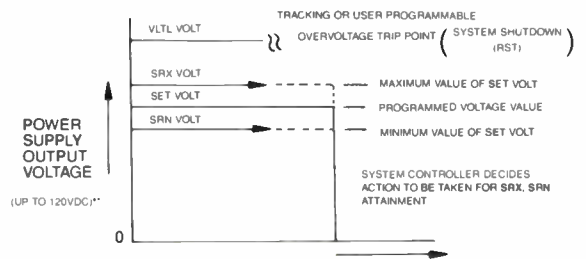 TRACKING OR USER PROGRAMMABLE
VLTL VOLT
OVERVOLTAGE TRIP POINT ( SYSTEM SHUTDOWN (RST) )
SRX VOLT
MAXIMUM VALUE OF SET VOLT
SET VOLT
PROGRAMMED VOLTAGE VALUE
SRN VOLT
MINIMUM VALUE OF SET VOLT
POWER
SUPPLY
OUTPUT
VOLTAGE
(UP TO 120VDC)**
SYSTEM CONTROLLER DECIDES
ACTION TO BE TAKEN FOR SRX, SRN
ATTAINMENT
0